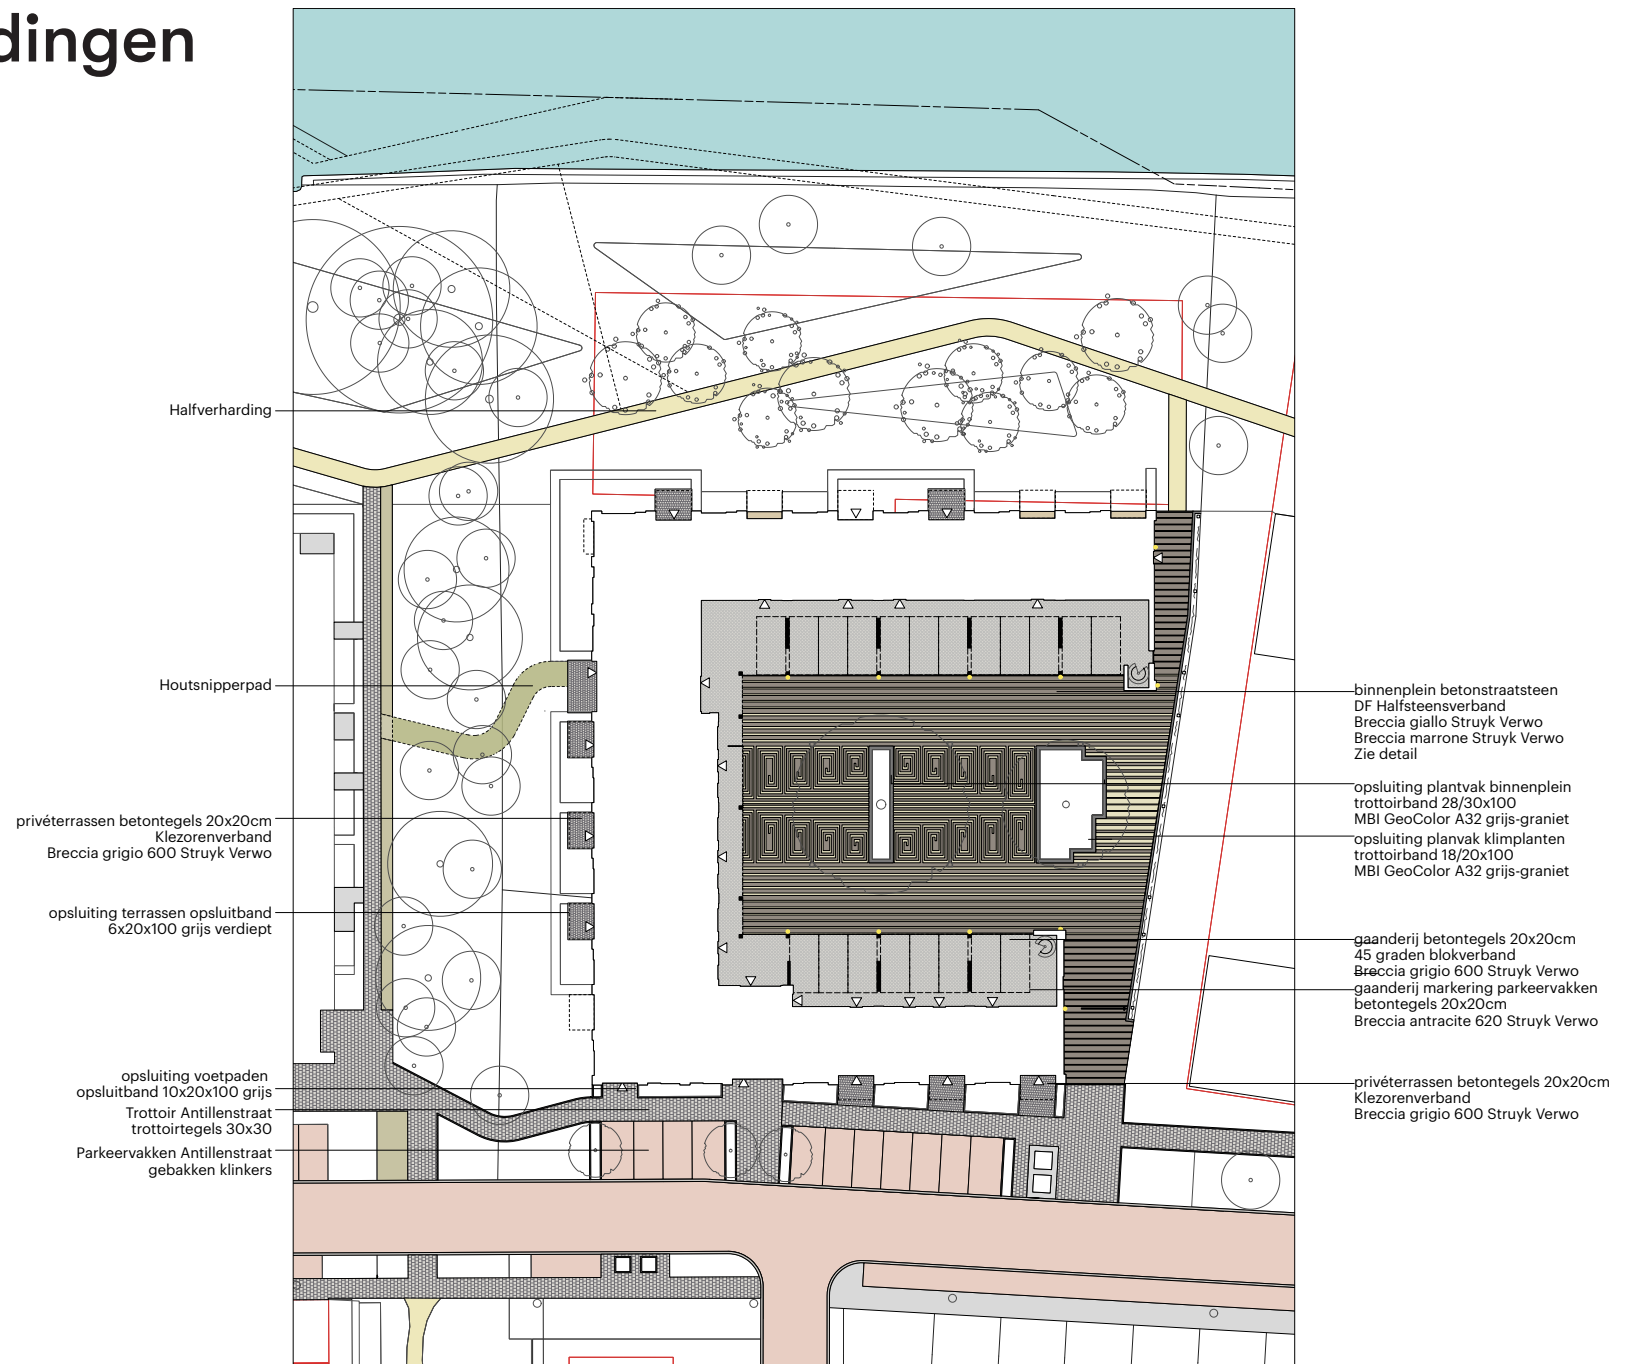 dingen
Halfverharding
Houtsnipperpad
privéterrassen betontegels 20x20cm
Klezorenverband
Breccia grigio 600 Struyk Verwo
opsluiting terrassen opsluitband
6x20x100 grijs verdiept
opsluiting voetpaden
opsluitband 10x20x100 grijs
Trottoir Antillenstraat
trottoirtegels 30x30
Parkeervakken Antillenstraat
gebakken klinkers
binnenplein betonstraatsteen
DF Halfsteensverband
Breccia giallo Struyk Verwo
Breccia marrone Struyk Verwo
Zie detail
opsluiting plantvak binnenplein
trottoirband 28/30x100
MBI GeoColor A32 grijs-graniet
opsluiting planvak klimplanten
trottoirband 18/20x100
MBI GeoColor A32 grijs-graniet
gaanderij betontegels 20x20cm
45 graden blokverband
Breccia grigio 600 Struyk Verwo
gaanderij markering parkeervakken
betontegels 20x20cm
Breccia antracite 620 Struyk Verwo
privéterrassen betontegels 20x20cm
Klezorenverband
Breccia grigio 600 Struyk Verwo